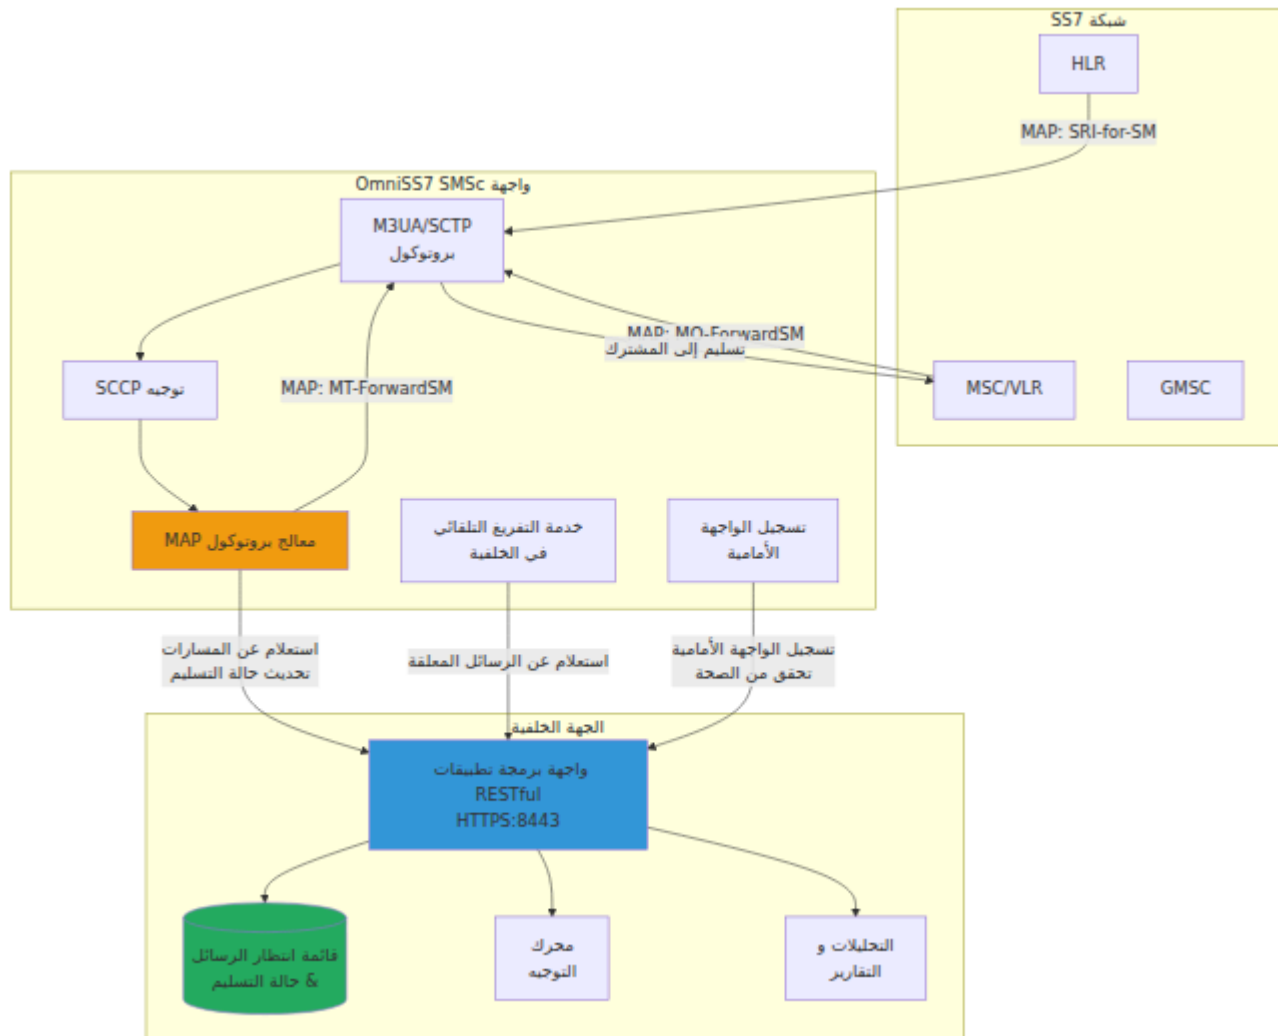 شبكة SS7
HLR
MAP: SRI-for-SM
واجهة OmniSS7 SMSc
M3UA/SCTP
بروتوكول
MAP: MO-ForwardSM
تسليم إلى المشترك
MSC/VLR
GMSC
توجيه SCCP
MAP: MT-ForwardSM
معالج بروتوكول MAP
خدمة التفريغ التلقائي
في الخلفية
تسجيل الواجهة
الأمامية
استعلام عن المسارات
تحديث حالة التسليم
استعلام عن الرسائل المعلقة
تسجيل الواجهة الأمامية
تحقق من الصحة
الجهة الخلفية
واجهة برمجة تطبيقات
RESTful
HTTPS:8443
قائمة انتظار الرسائل
& حالة التسليم
محرك
التوجيه
التحليلات و
التقارير